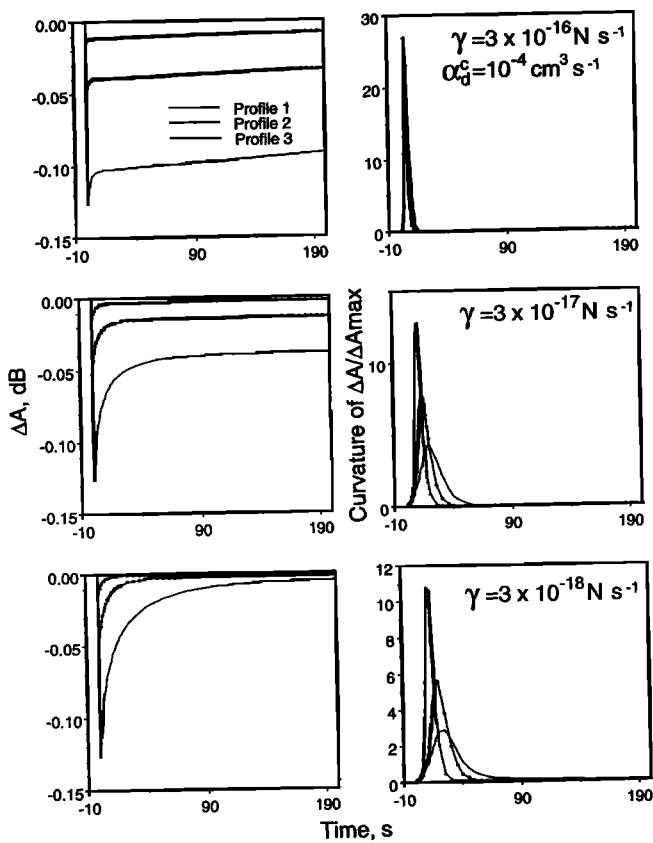 0.00
-0.05
-0.10
-0.15
-10 90 190
Profile 1
Profile 2
Profile 3
30
20
10
0
-10 90 190
γ =3 x 10⁻¹⁶N s⁻¹
α_d^c=10⁻⁴ cm³ s⁻¹
0.00
-0.05
-0.10
-0.15
-10 90 190
ΔA, dB
10
0
-10 90 190
γ =3 x 10⁻¹⁷N s⁻¹
Curvature of ΔA/ΔAmax
0.00
-0.05
-0.10
-0.15
-10 90 190
12
10
8
6
4
2
0
-10 90 190
γ =3 x 10⁻¹⁸N s⁻¹
Time, s